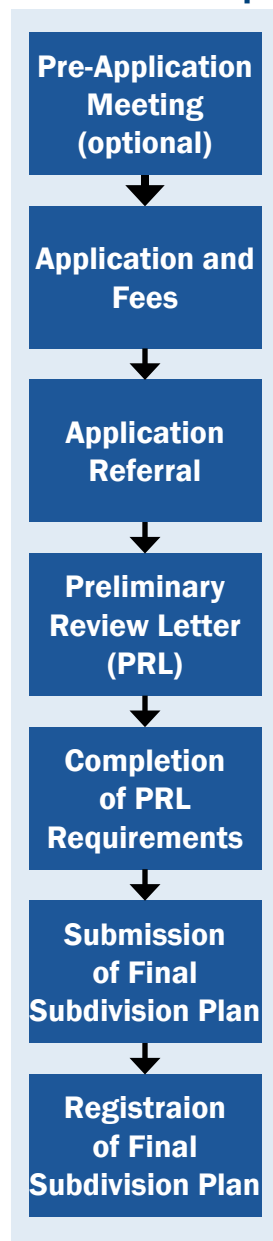 Pre-Application
Meeting
(optional)
Application and
Fees
Application
Referral
Preliminary
Review Letter
(PRL)
Completion
of PRL
Requirements
Submission
of Final
Subdivision Plan
Registraion
of Final
Subdivision Plan